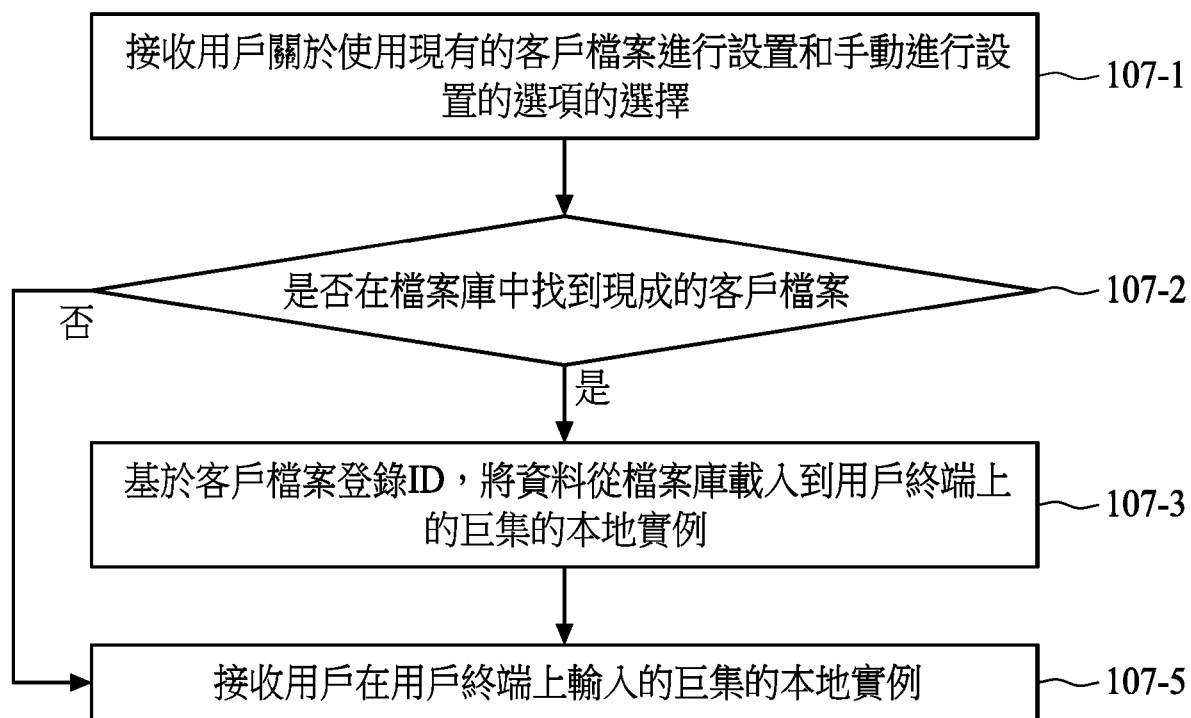 接收用戶關於使用現有的客戶檔案進行設置和手動進行設
置的選項的選擇
107-1
是否在檔案庫中找到現成的客戶檔案
107-2
否
是
基於客戶檔案登錄ID，將資料從檔案庫載入到用戶終端上
的巨集的本地實例
107-3
接收用戶在用戶終端上輸入的巨集的本地實例
107-5